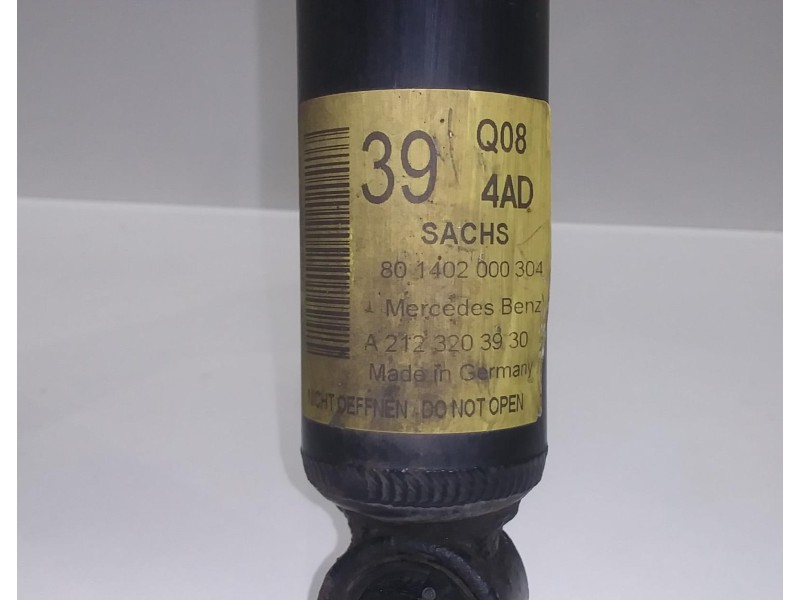 39 Q08
4AD
SACHS
80 1402 000 304
Mercedes Benz
A 212 320 39 30
Made in Germany
NICHT OEFFNEN - DO NOT OPEN